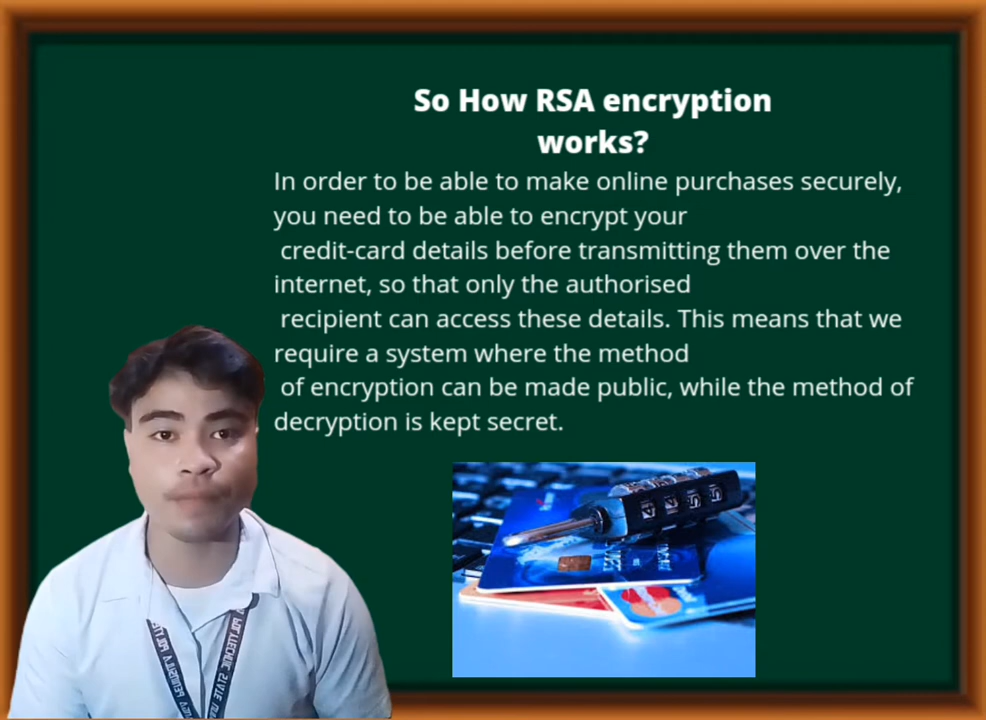 So How RSA encryption
works?
In order to be able to make online purchases securely,
you need to be able to encrypt your
credit-card details before transmitting them over the
internet, so that only the authorised
recipient can access these details. This means that we
require a system where the method
of encryption can be made public, while the method of
decryption is kept secret.
POLYTECHNIC STATE
PENINSULA